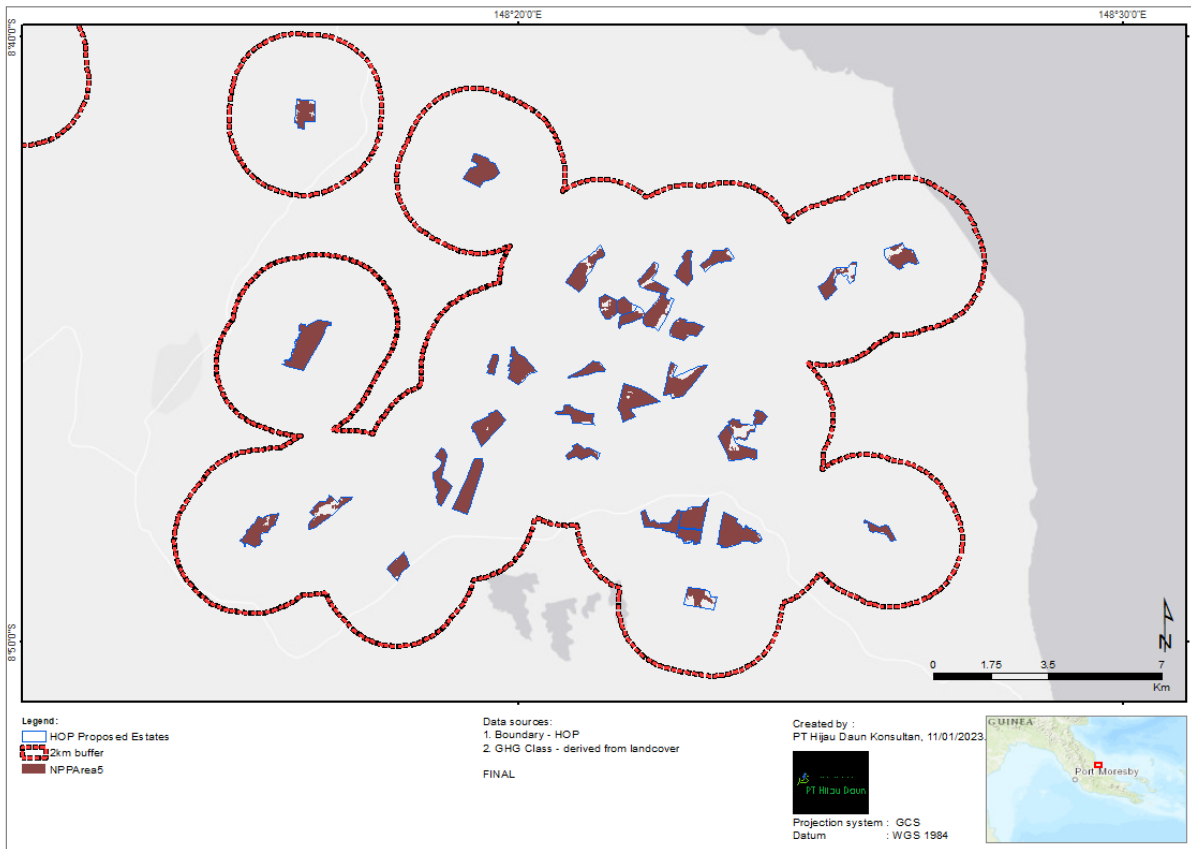 148°20'0"E
148°30'0"E
8°40'0"S
8°50'0"S
N
0 1.75 3.5 7
Km
Legend:
HOP Proposed Estates
2km buffer
NPPArea5
Data sources:
1. Boundary - HOP
2. GHG Class - derived from landcover
FINAL
Created by :
PT Hijau Daun Konsultan, 11/01/2023.
PT Hijau Daun
Projection system : GCS
Datum : WGS 1984
GUINEA
Port Moresby